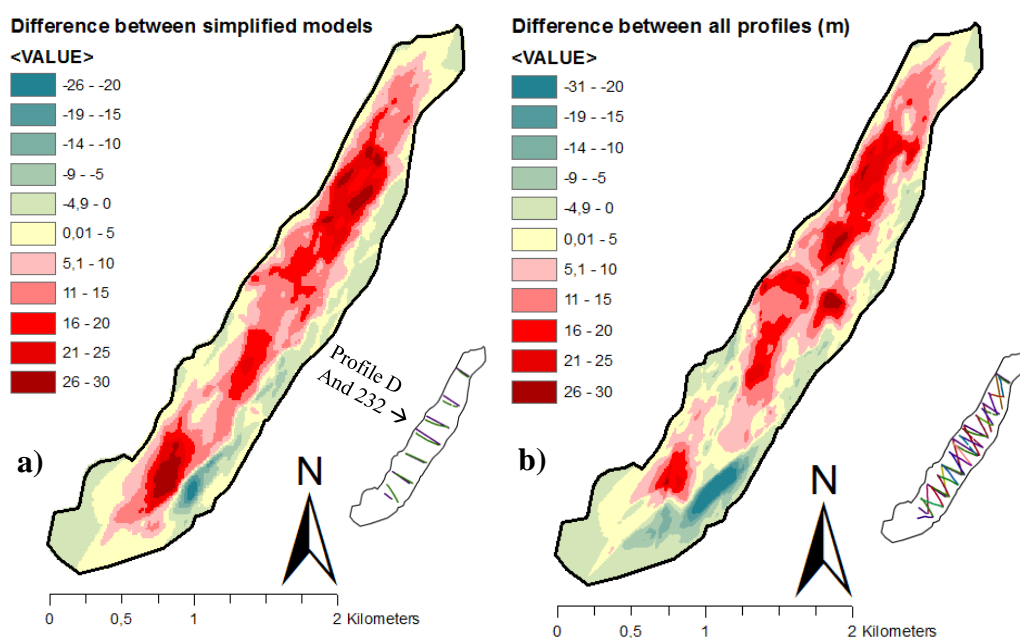 Difference between simplified models
<VALUE>
-26 - -20
-19 - -15
-14 - -10
-9 - -5
-4,9 - 0
0,01 - 5
5,1 - 10
11 - 15
16 - 20
21 - 25
26 - 30
Profile D
And 232
a)
N
0 0,5 1 2 Kilometers
Difference between all profiles (m)
<VALUE>
-31 - -20
-19 - -15
-14 - -10
-9 - -5
-4,9 - 0
0,01 - 5
5,1 - 10
11 - 15
16 - 20
21 - 25
26 - 30
b)
N
0 0,5 1 2 Kilometers